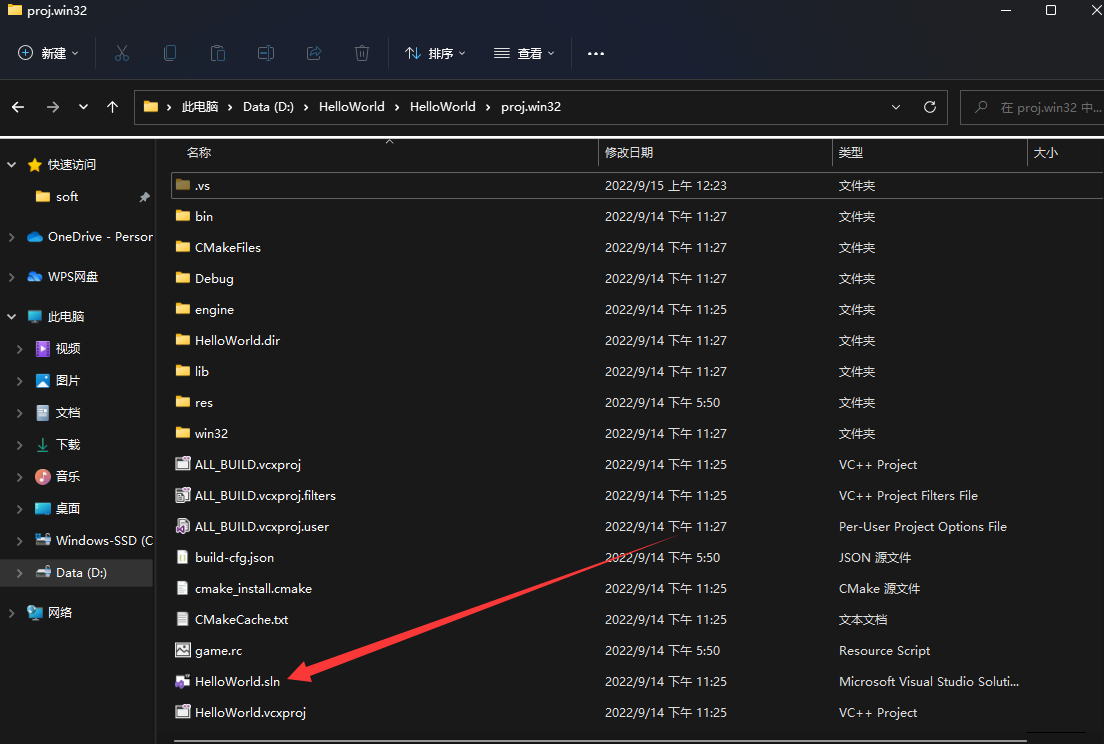 proj.win32
新建
排序
查看
此电脑 Data (D:) HelloWorld HelloWorld proj.win32
在 proj.win32 中...
快速访问
soft
OneDrive - Person
WPS网盘
此电脑
视频
图片
文档
下载
音乐
桌面
Windows-SSD (C
Data (D:)
网络
名称 修改日期 类型 大小
.vs 2022/9/15 上午 12:23 文件夹
bin 2022/9/14 下午 11:27 文件夹
CMakeFiles 2022/9/14 下午 11:27 文件夹
Debug 2022/9/14 下午 11:27 文件夹
engine 2022/9/14 下午 11:25 文件夹
HelloWorld.dir 2022/9/14 下午 11:27 文件夹
lib 2022/9/14 下午 11:27 文件夹
res 2022/9/14 下午 5:50 文件夹
win32 2022/9/14 下午 11:27 文件夹
ALL_BUILD.vcxproj 2022/9/14 下午 11:25 VC++ Project
ALL_BUILD.vcxproj.filters 2022/9/14 下午 11:25 VC++ Project Filters File
ALL_BUILD.vcxproj.user 2022/9/14 下午 11:27 Per-User Project Options File
build-cfg.json 2022/9/14 下午 5:50 JSON 源文件
cmake_install.cmake 2022/9/14 下午 11:25 CMake 源文件
CMakeCache.txt 2022/9/14 下午 11:25 文本文档
game.rc 2022/9/14 下午 5:50 Resource Script
HelloWorld.sln 2022/9/14 下午 11:25 Microsoft Visual Studio Soluti...
HelloWorld.vcxproj 2022/9/14 下午 11:25 VC++ Project